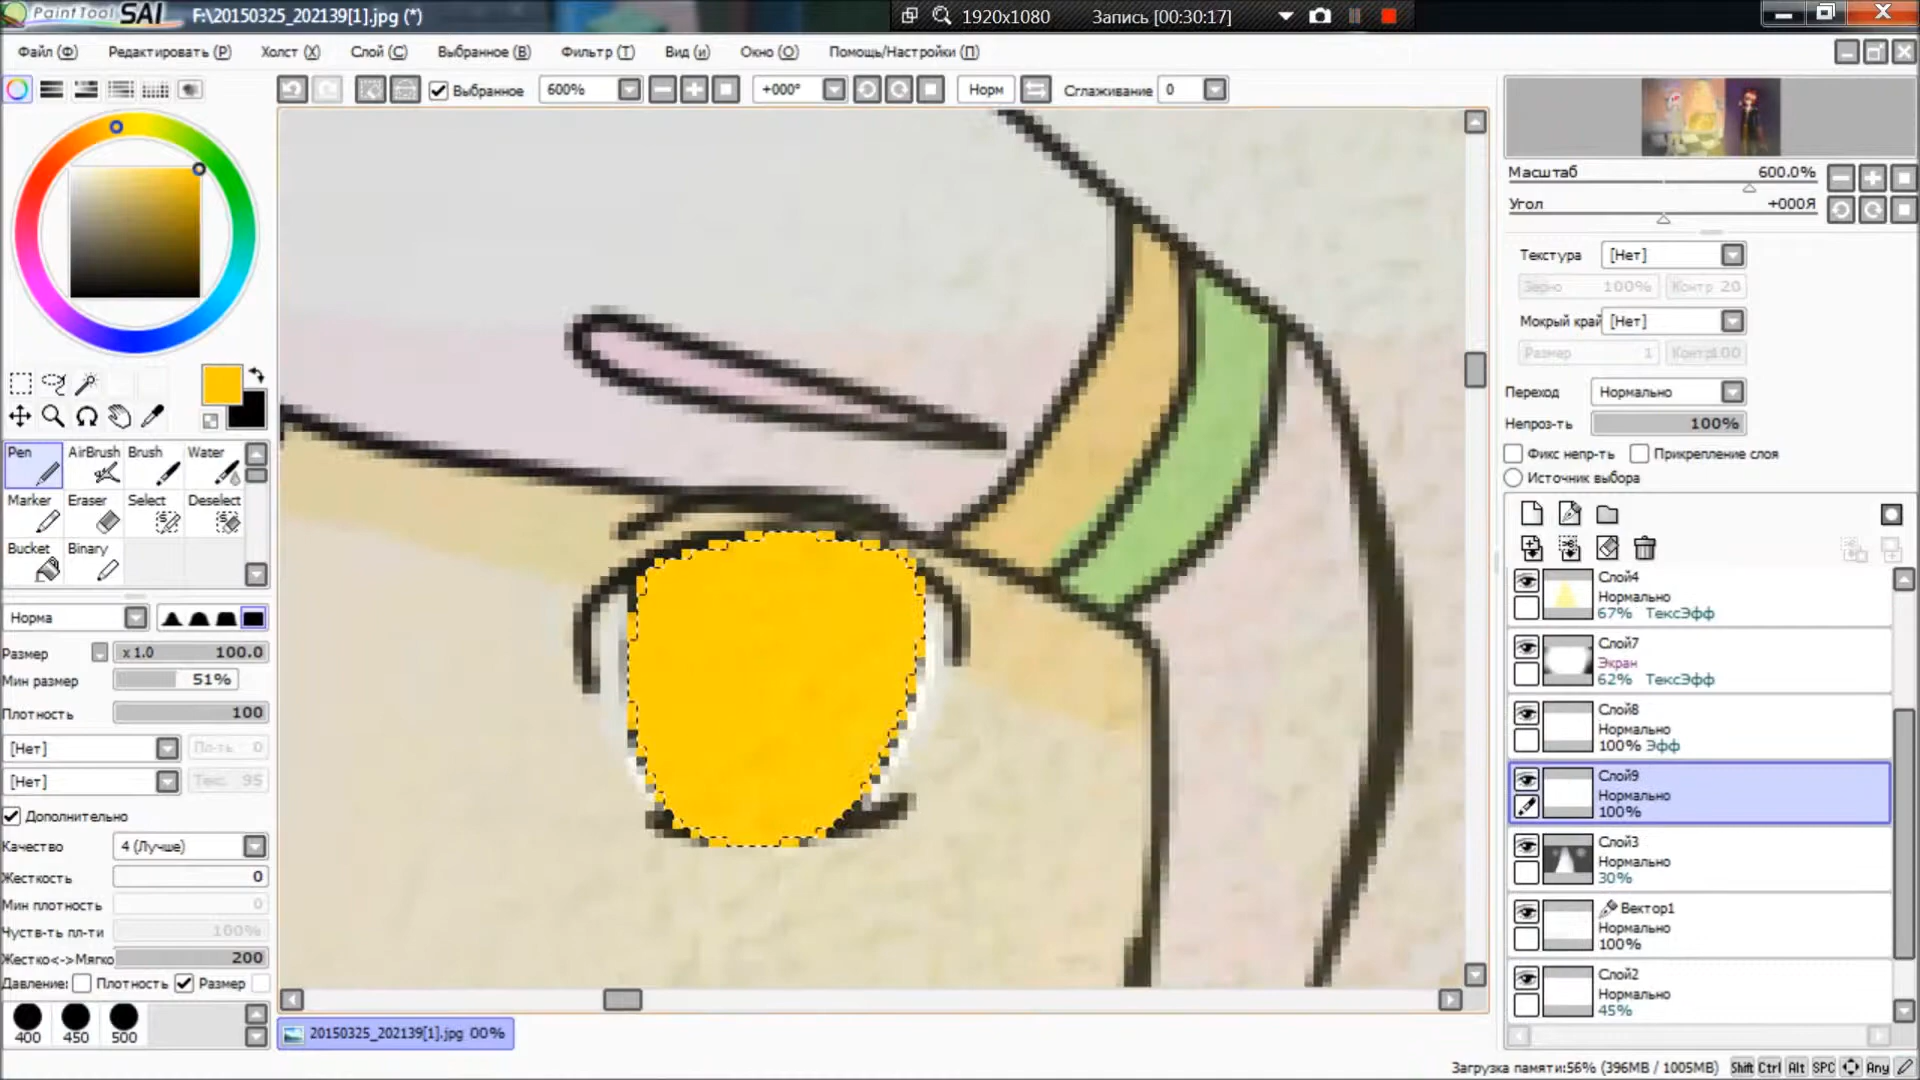 PaintTool SAI F:\20150325_202139[1].jpg (*) 1920x1080 Запись [00:30:17]
Файл (Ф) Редактировать (Р) Холст (Х) Слой (С) Выбранное (В) Фильтр (Т) Вид (и) Окно (О) Помощь/Настройки (П)
Выбранное 600% +000° Норм Сглаживание 0
Масштаб 600.0%
Угол +000Я
Текстура [Нет]
Зерно 100% Контр 20
Мокрый край [Нет]
Размер 1 Контр100
Переход Нормально
Непроз-ть 100%
Фикс непр-ть Прикрепление слоя
Источник выбора
Pen AirBrush Brush Water
Marker Eraser Select Deselect
Bucket Binary
Норма
Размер x 1.0 100.0
Мин размер 51%
Плотность 100
[Нет] Пл-ть 0
[Нет] Текс. 95
Дополнительно
Качество 4 (Лучше)
Жесткость 0
Мин плотность 0
Чуств-ть пл-ти 100%
Жестко<->Мягко 200
Давление: Плотность Размер
400 450 500
Слой4
Нормально
67% ТексЭфф
Слой7
Экран
62% ТексЭфф
Слой8
Нормально
100% Эфф
Слой9
Нормально
100%
Слой3
Нормально
30%
Вектор1
Нормально
100%
Слой2
Нормально
45%
20150325_202139[1].jpg 00%
Загрузка памяти:56% (396MB / 1005MB) Shift Ctrl Alt SPC Any